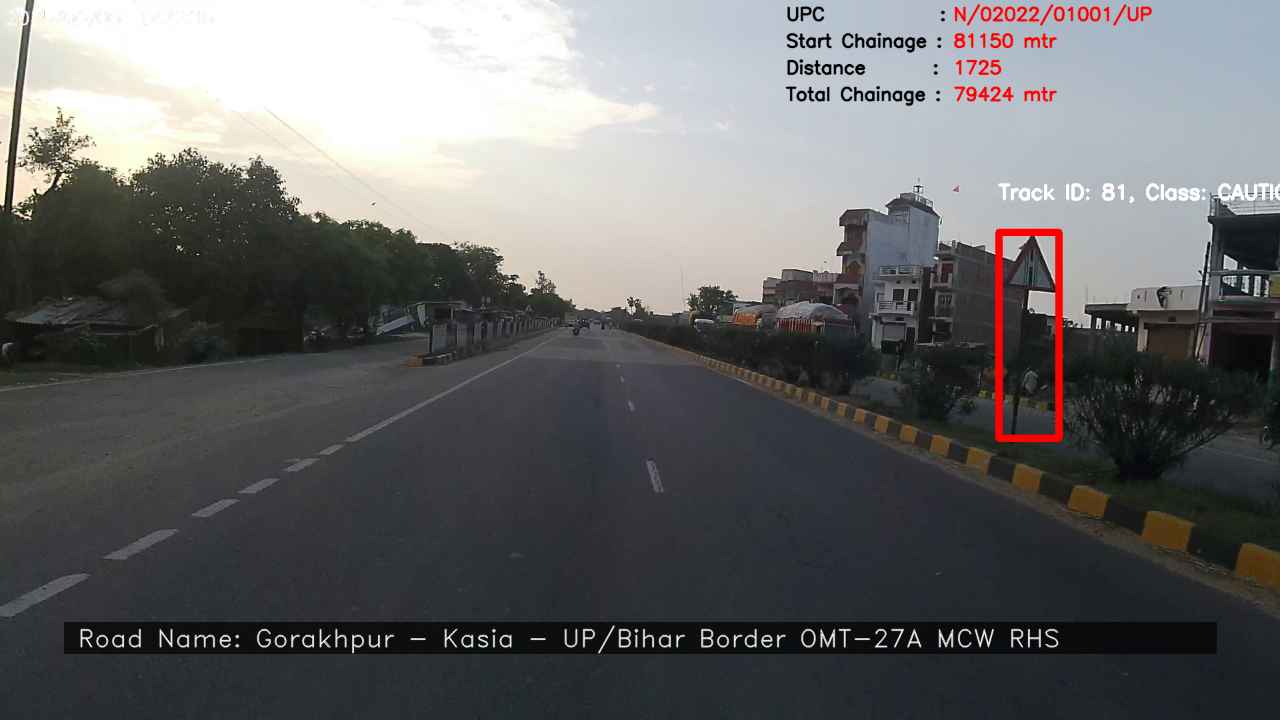 UPC : N/02022/01001/UP
Start Chainage : 81150 mtr
Distance : 1725
Total Chainage : 79424 mtr
Track ID: 81, Class: CAUTIO
Road Name: Gorakhpur - Kasia - UP/Bihar Border OMT-27A MCW RHS